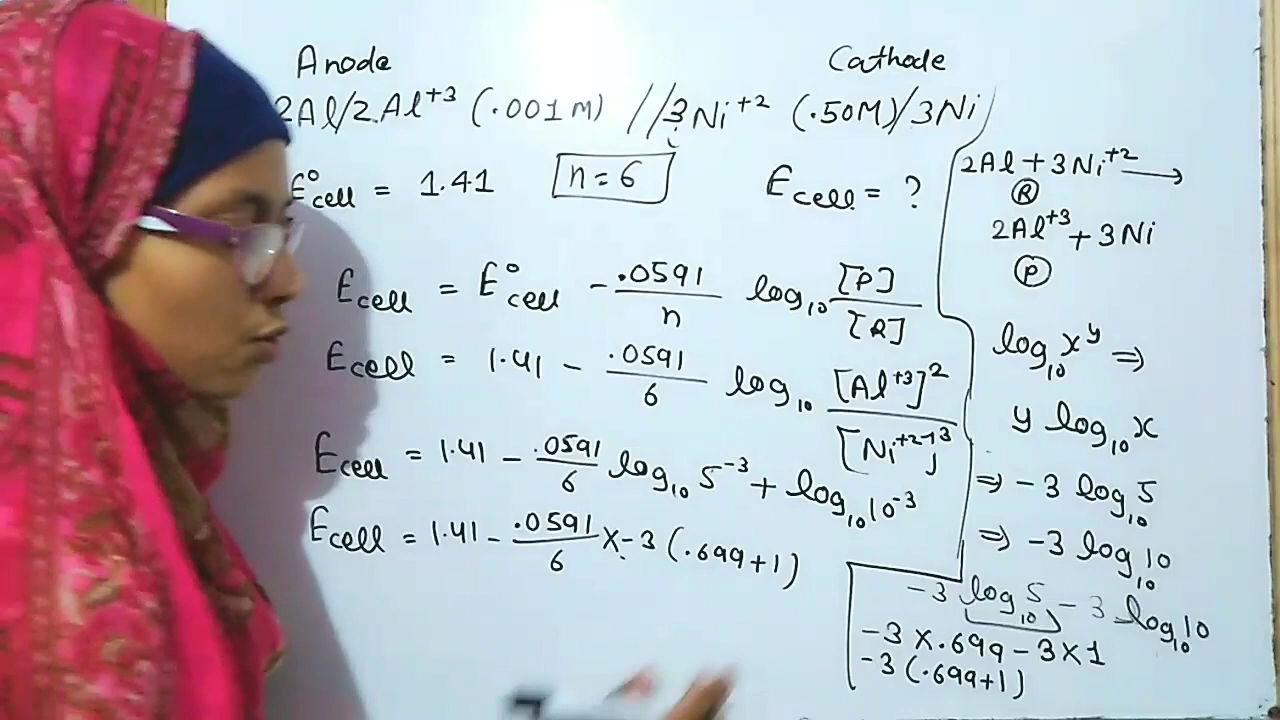 Anode
Cathode
2Al/2Al⁺³ (.001M) // 3Ni⁺² (.50M)/3Ni
E°cell = 1.41
n = 6
Ecell = ?
Ecell = E°cell - .0591/n log₁₀ [P]/[R]
Ecell = 1.41 - .0591/6 log₁₀ [Al⁺³]²/[Ni⁺²]³
Ecell = 1.41 - .0591/6 log₁₀ 5⁻³ + log₁₀ 10⁻³
Ecell = 1.41 - .0591/6 × -3 (.699+1)
2Al + 3Ni⁺² →
R
2Al⁺³ + 3Ni
P
log₁₀ xʸ ⇒
y log₁₀ x
⇒ -3 log₁₀ 5
⇒ -3 log₁₀ 10
-3 log₁₀ 5 - 3 log₁₀ 10
-3 × .699 - 3 × 1
-3 (.699+1)